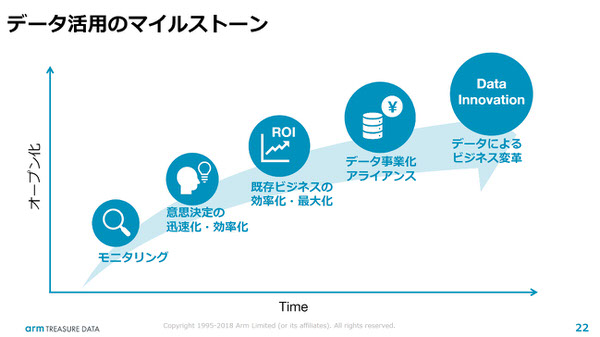 データ活用のマイルストーン
オープン化
モニタリング
意思決定の
迅速化・効率化
ROI
既存ビジネスの
効率化・最大化
¥
データ事業化
アライアンス
Data
Innovation
データによる
ビジネス変革
Time
arm TREASURE DATA
Copyright 1995-2018 Arm Limited (or its affiliates). All rights reserved.
22